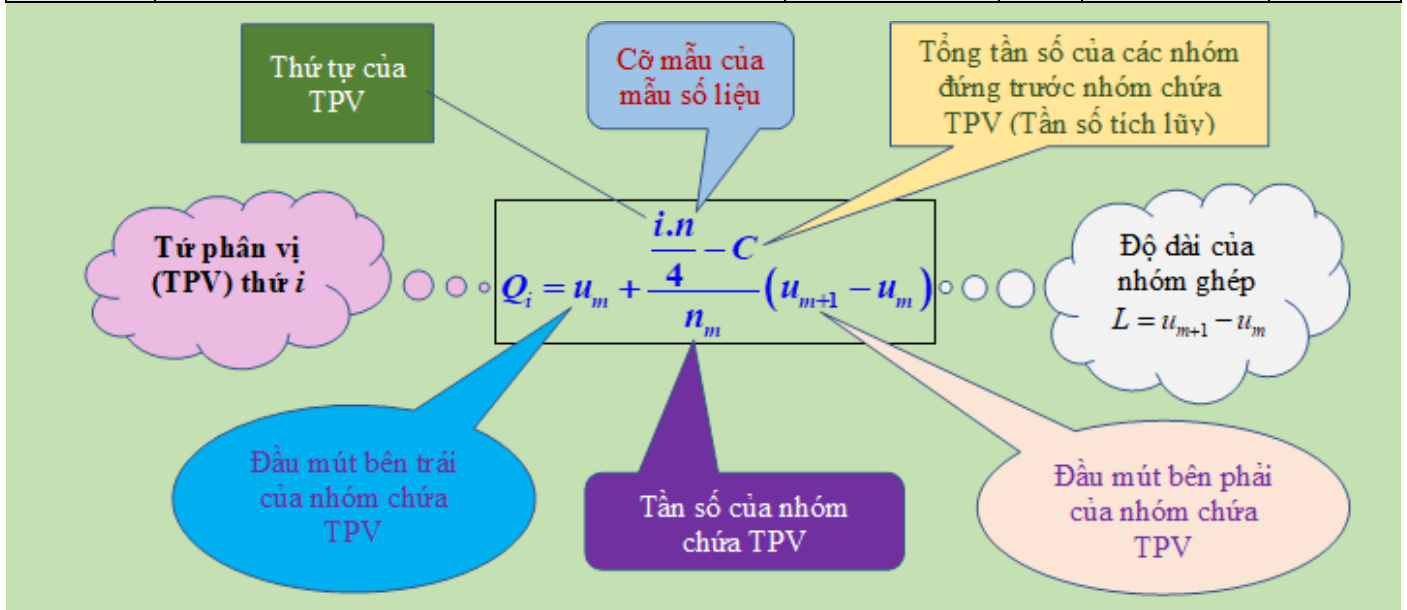 Thứ tự của
TPV
Cỡ mẫu của
mẫu số liệu
Tổng tần số của các nhóm
đứng trước nhóm chứa
TPV (Tần số tích lũy)
Tứ phân vị
(TPV) thứ i
Q_i = u_m + \frac{\frac{i.n}{4} - C}{n_m}(u_{m+1} - u_m)
Độ dài của
nhóm ghép
L = u_{m+1} - u_m
Đầu mút bên trái
của nhóm chứa
TPV
Tần số của nhóm
chứa TPV
Đầu mút bên phải
của nhóm chứa
TPV